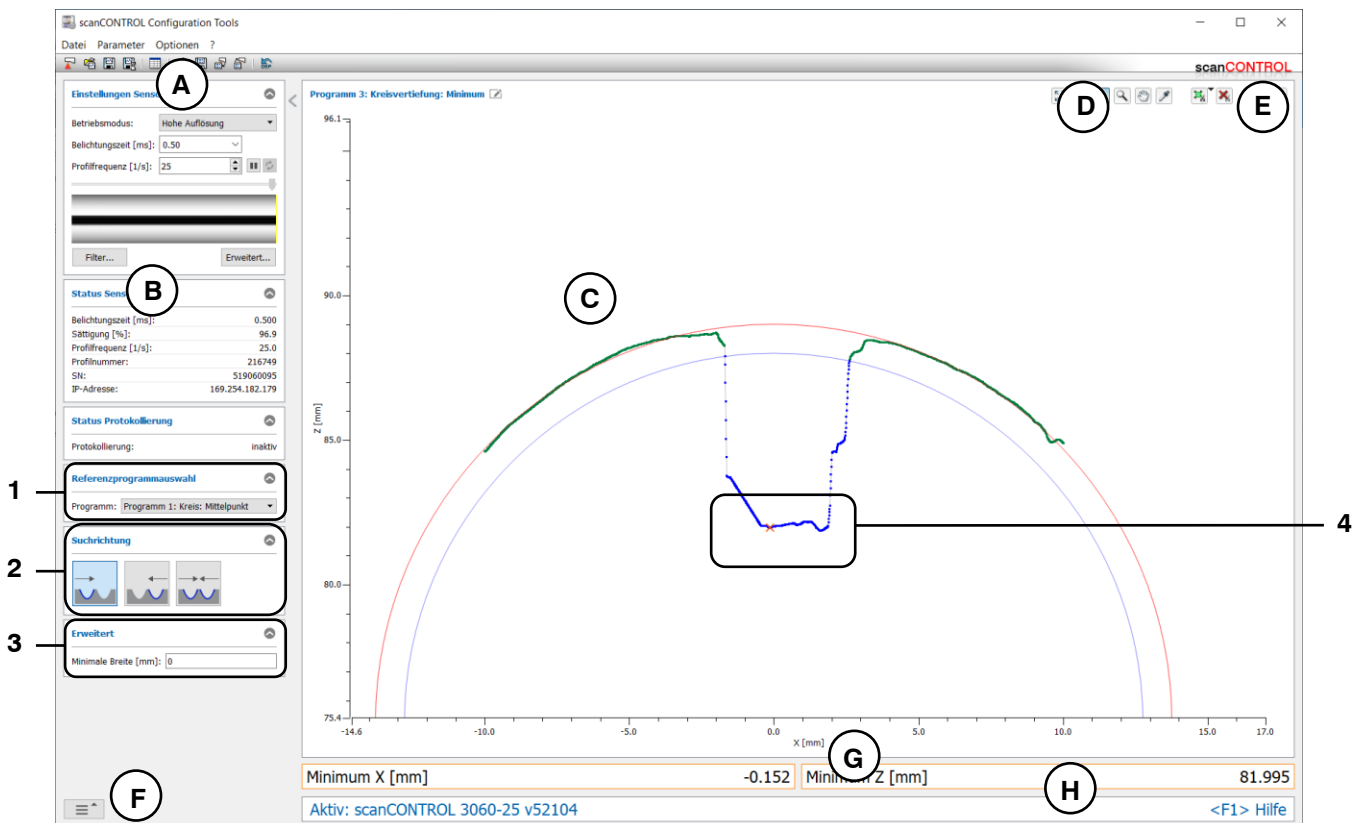 scanCONTROL Configuration Tools
Datei Parameter Optionen ?
scanCONTROL
A
Einstellungen
Betriebsmodus: Hohe Auflösung
Belichtungszeit [ms]: 0.50
Profilfrequenz [1/s]: 25
Filter... Erweitert...
B
Status
Belichtungszeit [ms]: 0.500
Sättigung [%]: 96.9
Profilfrequenz [1/s]: 25.0
Profilnummer: 216749
SN: 519060095
IP-Adresse: 169.254.182.179
Status Protokollierung
Protokollierung: inaktiv
1
Referenzprogrammauswahl
Programm: Programm 1: Kreis: Mittelpunkt
2
Suchrichtung
3
Erweitert
Minimale Breite [mm]: 0
F
Programm 3: Kreisvertiefung: Minimum
D
E
C
4
96.1
90.0
85.0
80.0
75.4
Z [mm]
-14.6 -10.0 -5.0 0.0 5.0 10.0 15.0 17.0
X [mm]
G
Minimum X [mm] -0.152
Z [mm] 81.995
H
Aktiv: scanCONTROL 3060-25 v52104 <F1> Hilfe